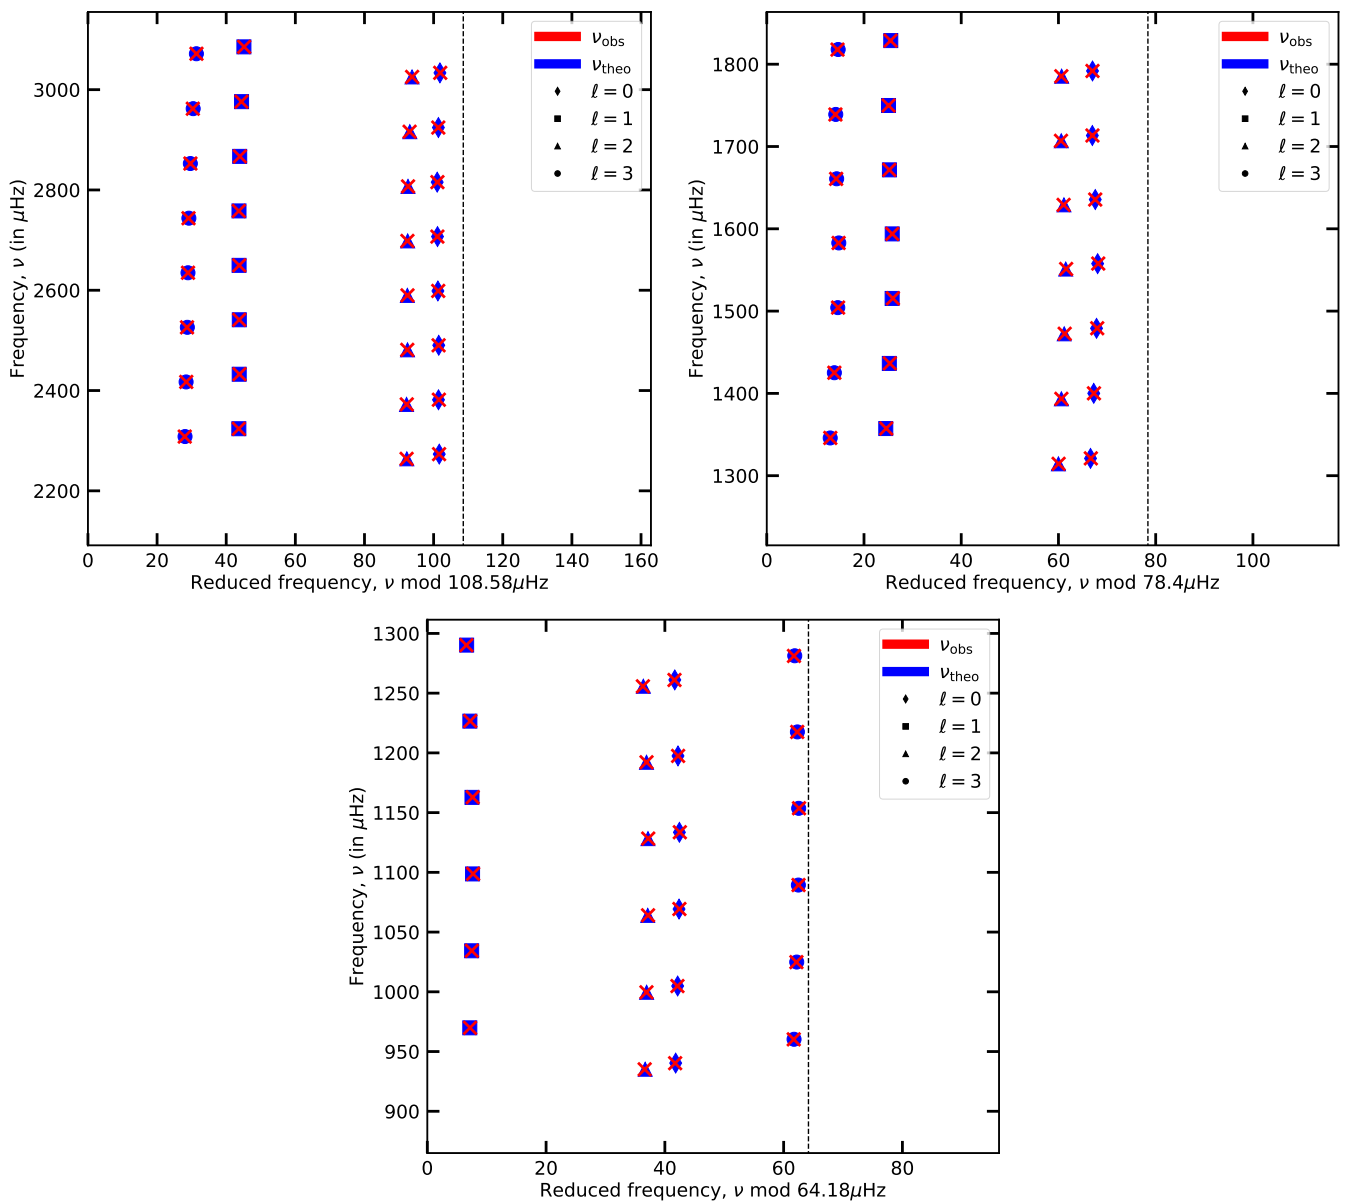 3000
2800
2600
2400
2200
Frequency, ν (in μHz)
0 20 40 60 80 100 120 140 160
Reduced frequency, ν mod 108.58μHz
ν_obs
ν_theo
ℓ = 0
ℓ = 1
ℓ = 2
ℓ = 3
1800
1700
1600
1500
1400
1300
Frequency, ν (in μHz)
0 20 40 60 80 100
Reduced frequency, ν mod 78.4μHz
ν_obs
ν_theo
ℓ = 0
ℓ = 1
ℓ = 2
ℓ = 3
1300
1250
1200
1150
1100
1050
1000
950
900
Frequency, ν (in μHz)
0 20 40 60 80
Reduced frequency, ν mod 64.18μHz
ν_obs
ν_theo
ℓ = 0
ℓ = 1
ℓ = 2
ℓ = 3